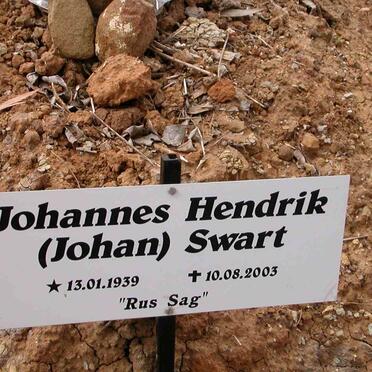 Johannes Hendrik
(Johan) Swart
★ 13.01.1939 ✝ 10.08.2003
"Rus Sag"